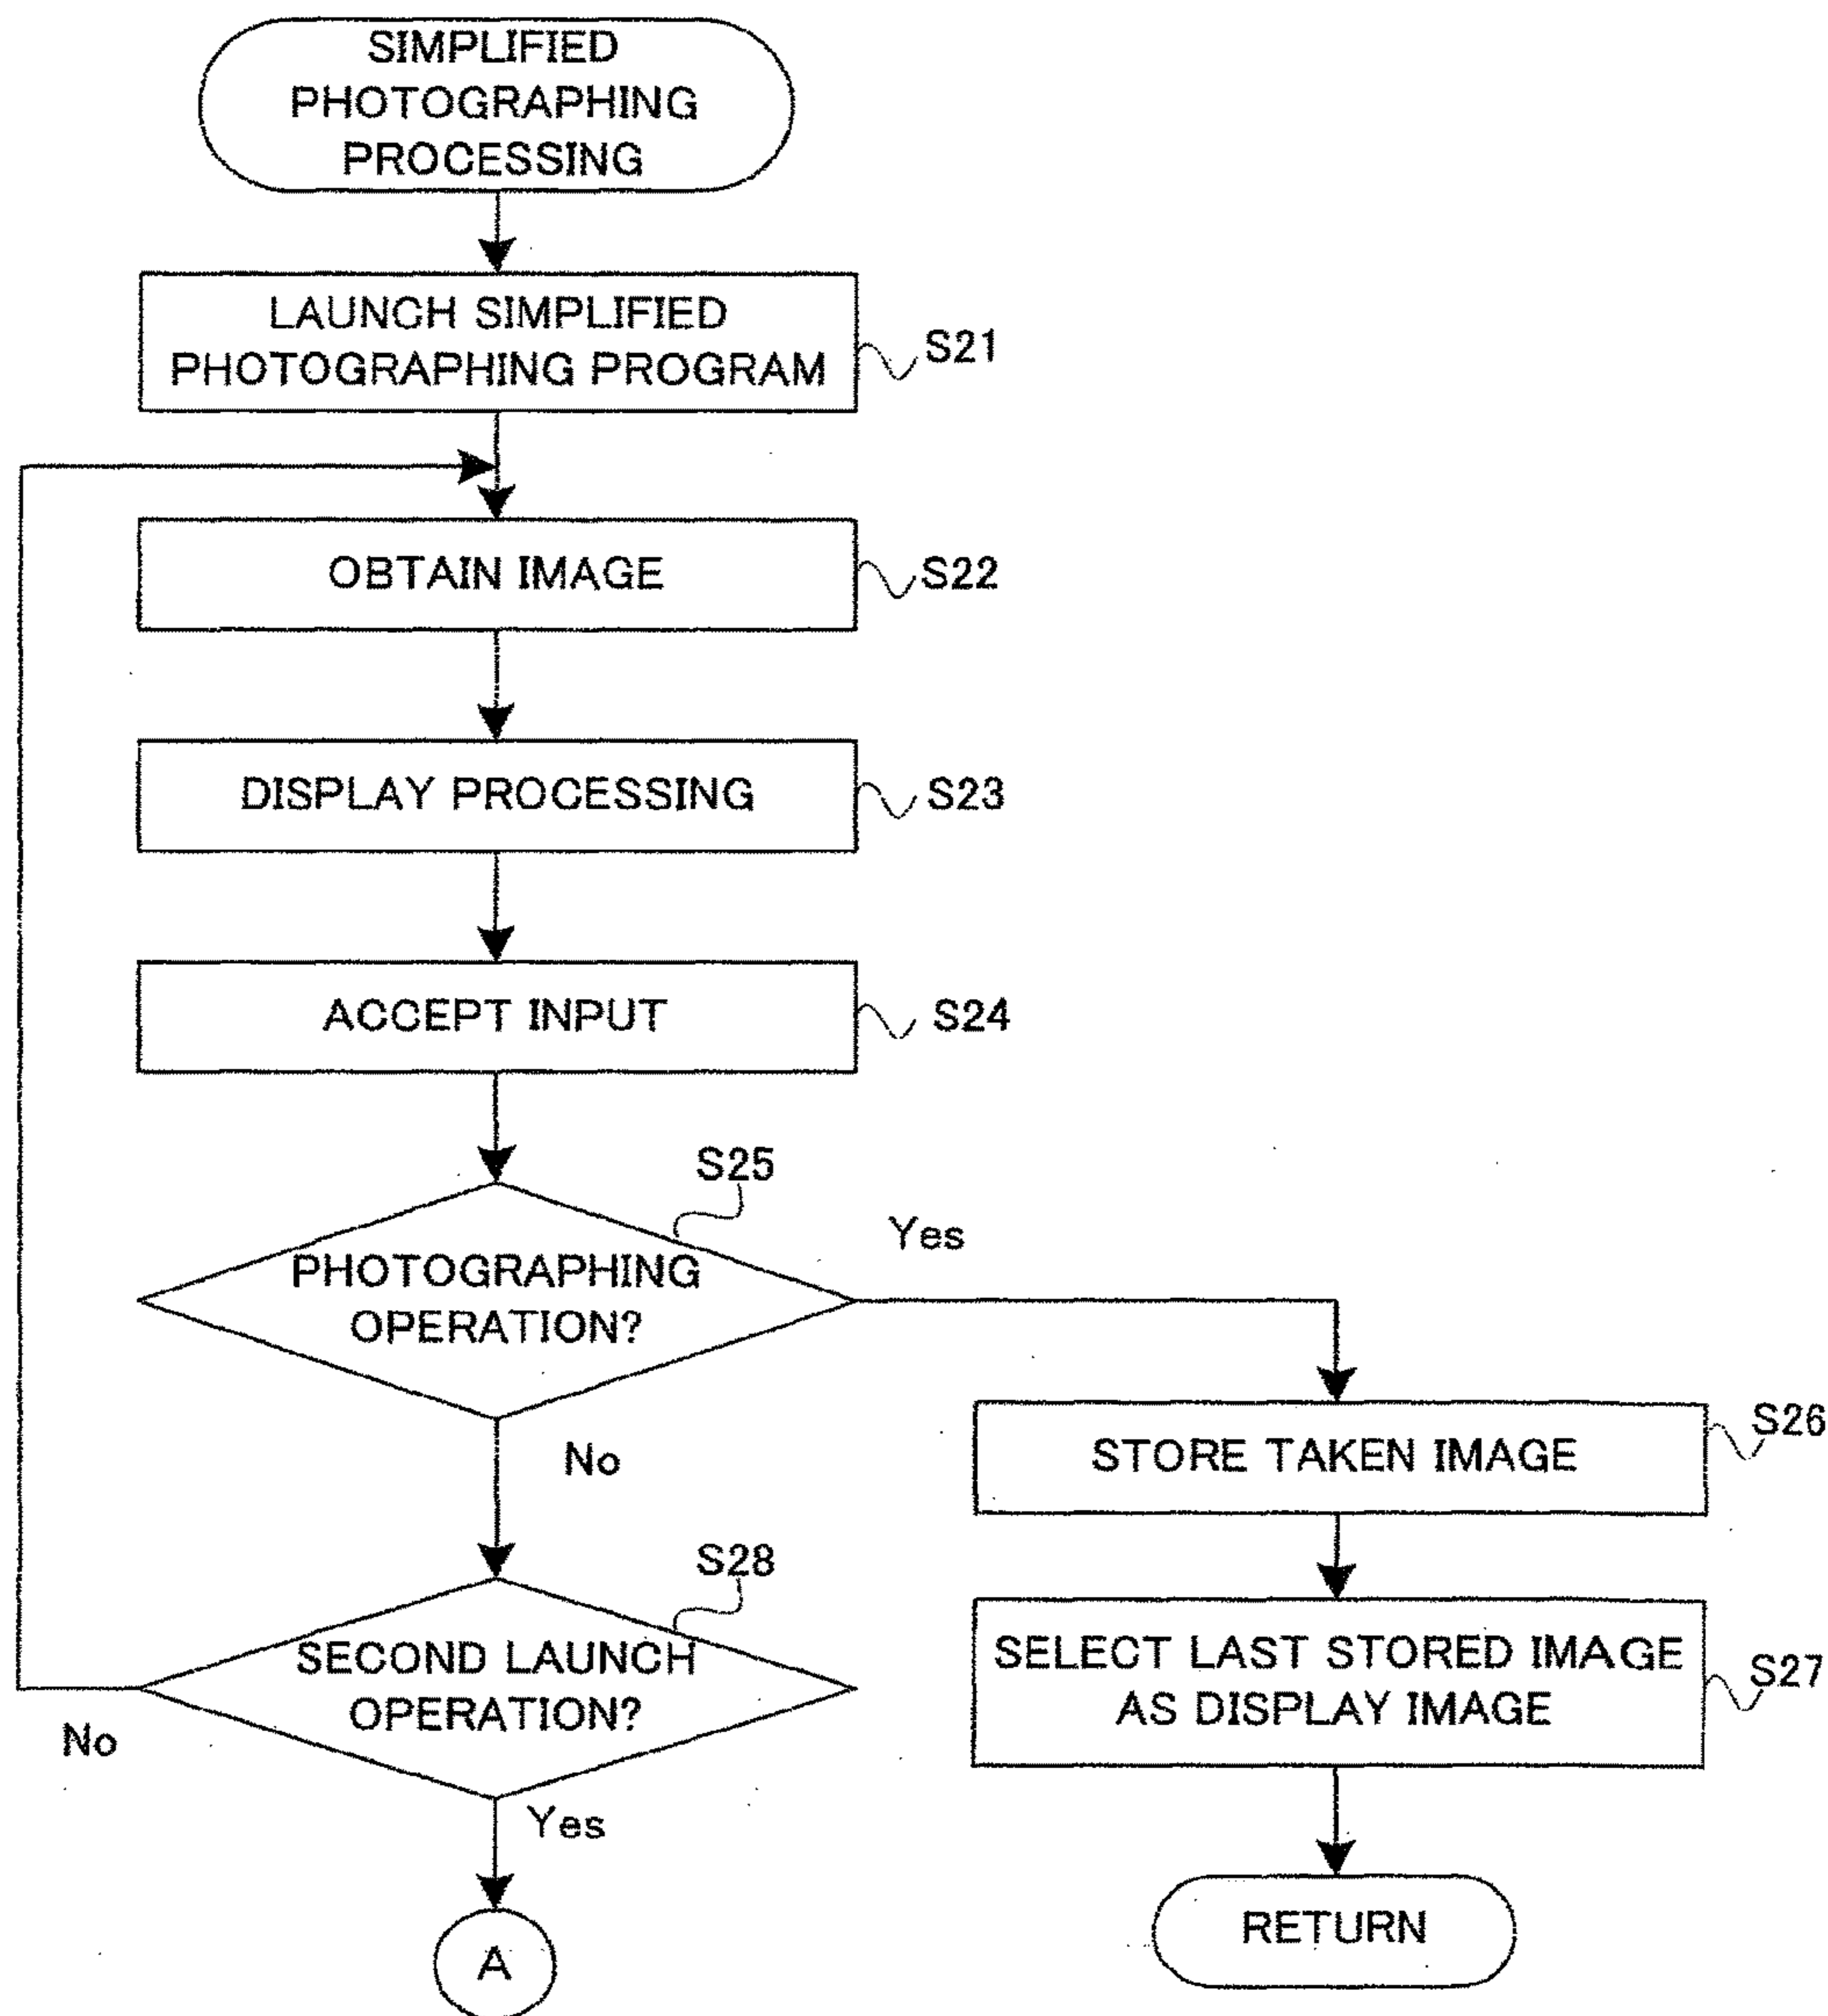 SIMPLIFIED
PHOTOGRAPHING
PROCESSING
LAUNCH SIMPLIFIED
PHOTOGRAPHING PROGRAM
S21
OBTAIN IMAGE
S22
DISPLAY PROCESSING
S23
ACCEPT INPUT
S24
S25
PHOTOGRAPHING
OPERATION?
Yes
No
STORE TAKEN IMAGE
S26
SELECT LAST STORED IMAGE
AS DISPLAY IMAGE
S27
RETURN
S28
SECOND LAUNCH
OPERATION?
No
Yes
A